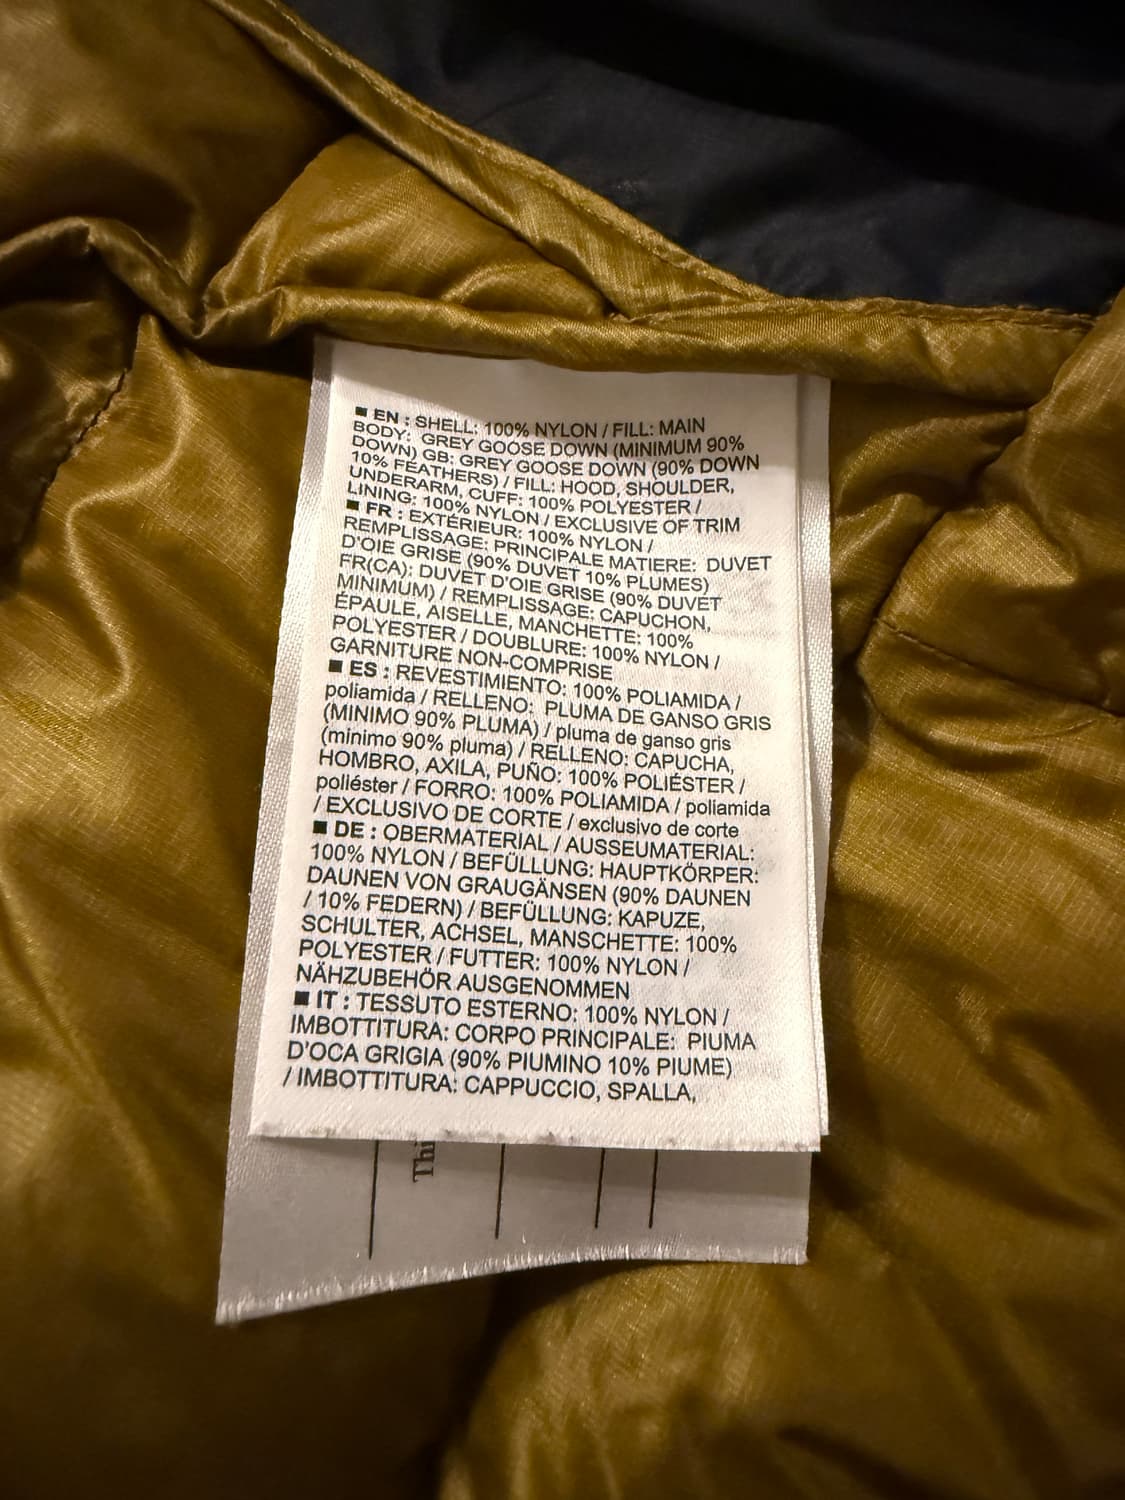 ■ EN : SHELL: 100% NYLON / FILL: MAIN
BODY: GREY GOOSE DOWN (MINIMUM 90%
DOWN) GB: GREY GOOSE DOWN (90% DOWN
10% FEATHERS) / FILL: HOOD, SHOULDER,
UNDERARM, CUFF: 100% POLYESTER /
LINING: 100% NYLON / EXCLUSIVE OF TRIM
■ FR : EXTÉRIEUR: 100% NYLON /
REMPLISSAGE: PRINCIPALE MATIERE: DUVET
D'OIE GRISE (90% DUVET 10% PLUMES)
FR(CA): DUVET D'OIE GRISE (90% DUVET
MINIMUM) / REMPLISSAGE: CAPUCHON,
ÉPAULE, AISELLE, MANCHETTE: 100%
POLYESTER / DOUBLURE: 100% NYLON /
GARNITURE NON-COMPRISE
■ ES : REVESTIMIENTO: 100% POLIAMIDA /
poliamida / RELLENO: PLUMA DE GANSO GRIS
(MINIMO 90% PLUMA) / pluma de ganso gris
(minimo 90% pluma) / RELLENO: CAPUCHA,
HOMBRO, AXILA, PUÑO: 100% POLIÉSTER /
poliéster / FORRO: 100% POLIAMIDA / poliamida
/ EXCLUSIVO DE CORTE / exclusivo de corte
■ DE : OBERMATERIAL / AUSSEUMATERIAL:
100% NYLON / BEFÜLLUNG: HAUPTKÖRPER:
DAUNEN VON GRAUGÄNSEN (90% DAUNEN
/ 10% FEDERN) / BEFÜLLUNG: KAPUZE,
SCHULTER, ACHSEL, MANSCHETTE: 100%
POLYESTER / FUTTER: 100% NYLON /
NÄHZUBEHÖR AUSGENOMMEN
■ IT : TESSUTO ESTERNO: 100% NYLON /
IMBOTTITURA: CORPO PRINCIPALE: PIUMA
D'OCA GRIGIA (90% PIUMINO 10% PIUME)
/ IMBOTTITURA: CAPPUCCIO, SPALLA,